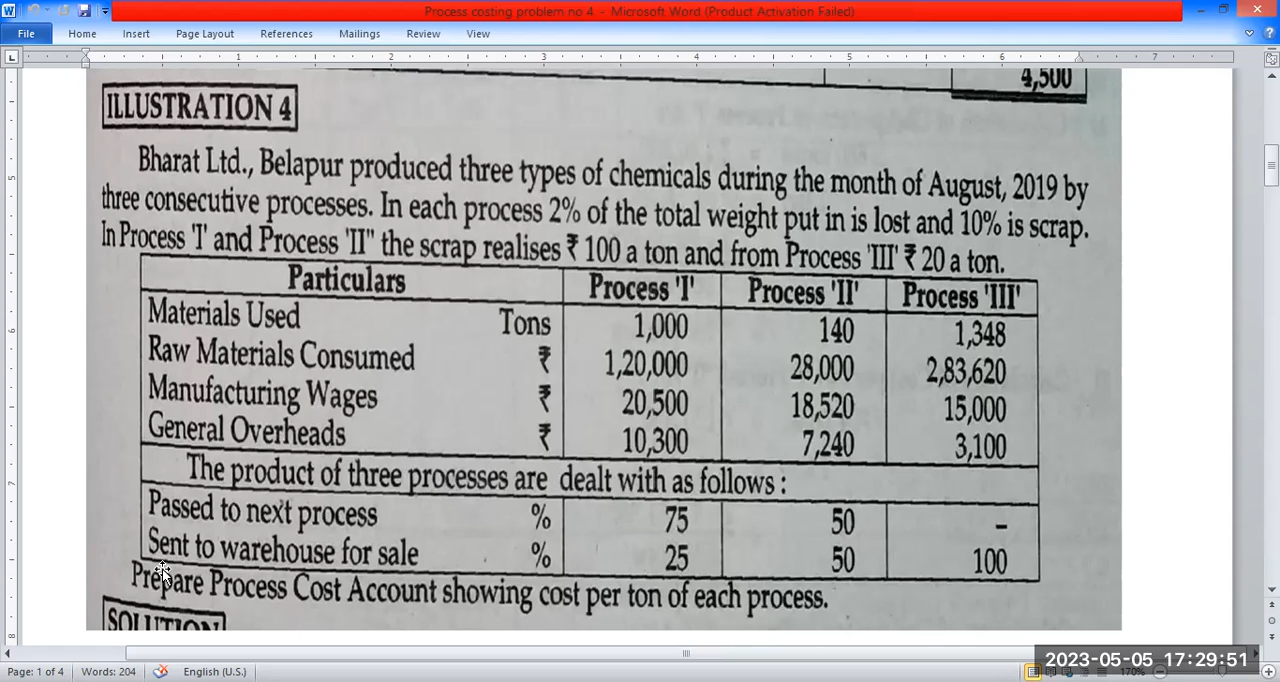 Process costing problem no 4 - Microsoft Word (Product Activation Failed)
File Home Insert Page Layout References Mailings Review View
1 2 3 4 5 6 7
4,500
ILLUSTRATION 4
Bharat Ltd., Belapur produced three types of chemicals during the month of August, 2019 by
three consecutive processes. In each process 2% of the total weight put in is lost and 10% is scrap.
In Process 'I' and Process 'II" the scrap realises ₹ 100 a ton and from Process 'III' ₹ 20 a ton.
Particulars Process 'I' Process 'II' Process 'III'
Materials Used Tons 1,000 140 1,348
Raw Materials Consumed ₹ 1,20,000 28,000 2,83,620
Manufacturing Wages ₹ 20,500 18,520 15,000
General Overheads ₹ 10,300 7,240 3,100
The product of three processes are dealt with as follows :
Passed to next process % 75 50 –
Sent to warehouse for sale % 25 50 100
Prepare Process Cost Account showing cost per ton of each process.
SOLUTION
Page: 1 of 4 Words: 204 English (U.S.) 170%
2023-05-05 17:29:51